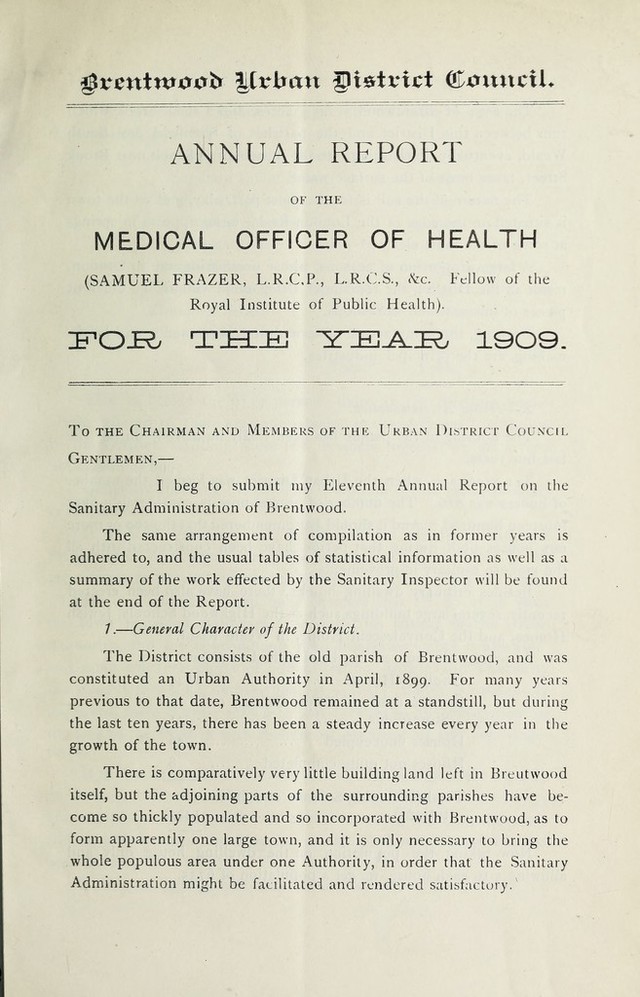 Brentwood Urban District Council.
ANNUAL REPORT
OF THE
MEDICAL OFFICER OF HEALTH
(SAMUEL FRAZER, L.R.C.P., L.R.C.S., &c. Fellow of the
Royal Institute of Public Health).
FOR THE YEAR 1909.
To the Chairman and Members of the Urban District Council
Gentlemen,—
I beg to submit my Eleventh Annual Report on the
Sanitary Administration of Brentwood.
The same arrangement of compilation as in former years is
adhered to, and the usual tables of statistical information as well as a
summary of the work effected by the Sanitary Inspector will be found
at the end of the Report.
1.—General Character of the District.
The District consists of the old parish of Brentwood, and was
constituted an Urban Authority in April, 1899. For many years
previous to that date, Brentwood remained at a standstill, but during
the last ten years, there has been a steady increase every year in the
growth of the town.
There is comparatively very little building land left in Breutwood
itself, but the adjoining parts of the surrounding parishes have be-
come so thickly populated and so incorporated with Brentwood, as to
form apparently one large town, and it is only necessary to bring the
whole populous area under one Authority, in order that the Sanitary
Administration might be facilitated and rendered satisfactory.